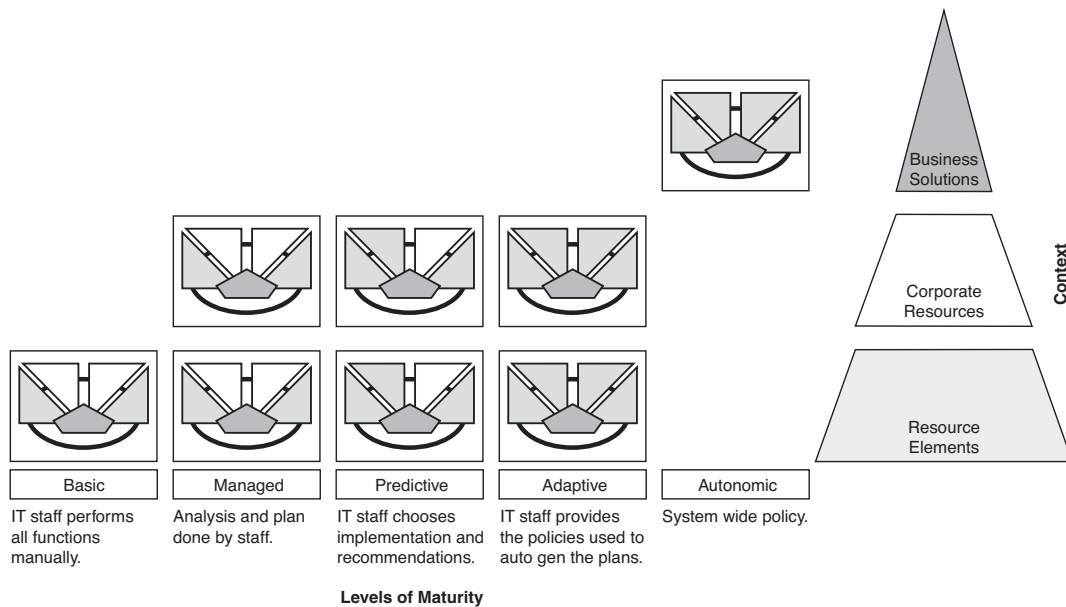 Business
Solutions
Corporate
Resources
Context
Resource
Elements
Basic
Managed
Predictive
Adaptive
Autonomic
IT staff performs
all functions
manually.
Analysis and plan
done by staff.
IT staff chooses
implementation and
recommendations.
IT staff provides
the policies used to
auto gen the plans.
System wide policy.
Levels of Maturity